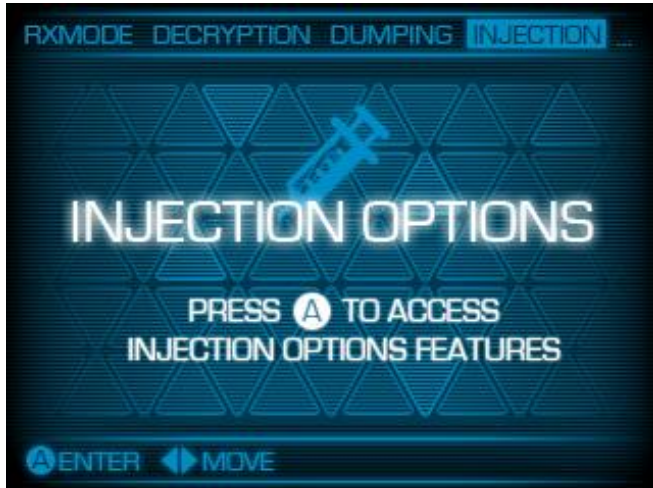 RXMODE DECRYPTION DUMPING INJECTION ...
INJECTION OPTIONS
PRESS A TO ACCESS
INJECTION OPTIONS FEATURES
A ENTER MOVE